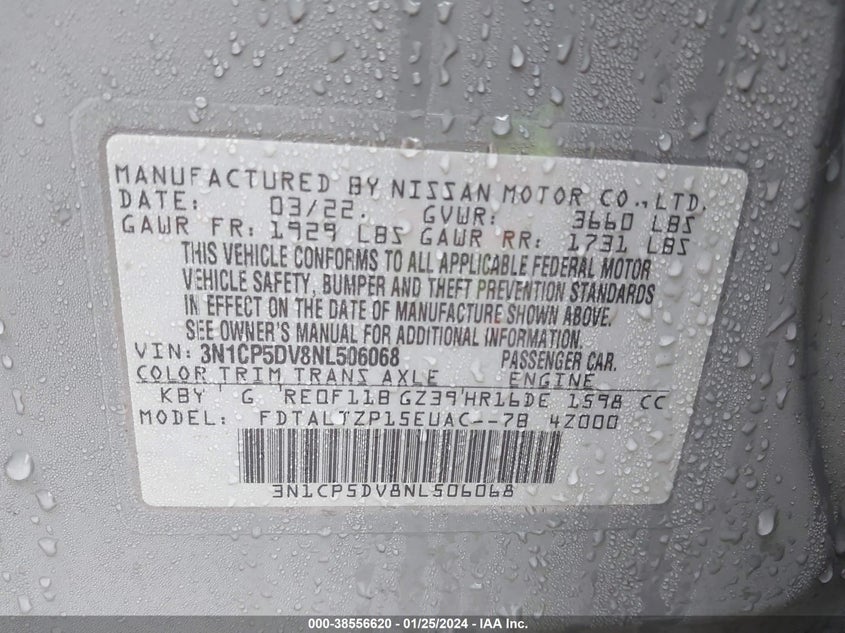 MANUFACTURED BY NISSAN MOTOR CO.,LTD.
DATE: 03/22. GVWR: 3660 LBS
GAWR FR: 1929 LBS GAWR RR: 1731 LBS
THIS VEHICLE CONFORMS TO ALL APPLICABLE FEDERAL MOTOR
VEHICLE SAFETY, BUMPER AND THEFT PREVENTION STANDARDS
IN EFFECT ON THE DATE OF MANUFACTURE SHOWN ABOVE.
SEE OWNER'S MANUAL FOR ADDITIONAL INFORMATION.
VIN: 3N1CP5DV8NL506068 PASSENGER CAR.
COLOR TRIM TRANS AXLE ENGINE
KBY G RE0F11B GZ39 HR16DE 1598 CC
MODEL: FDTALTZP15EUAC--7B 4Z000
3N1CP5DV8NL506068
000-38556620 - 01/25/2024 - IAA Inc.